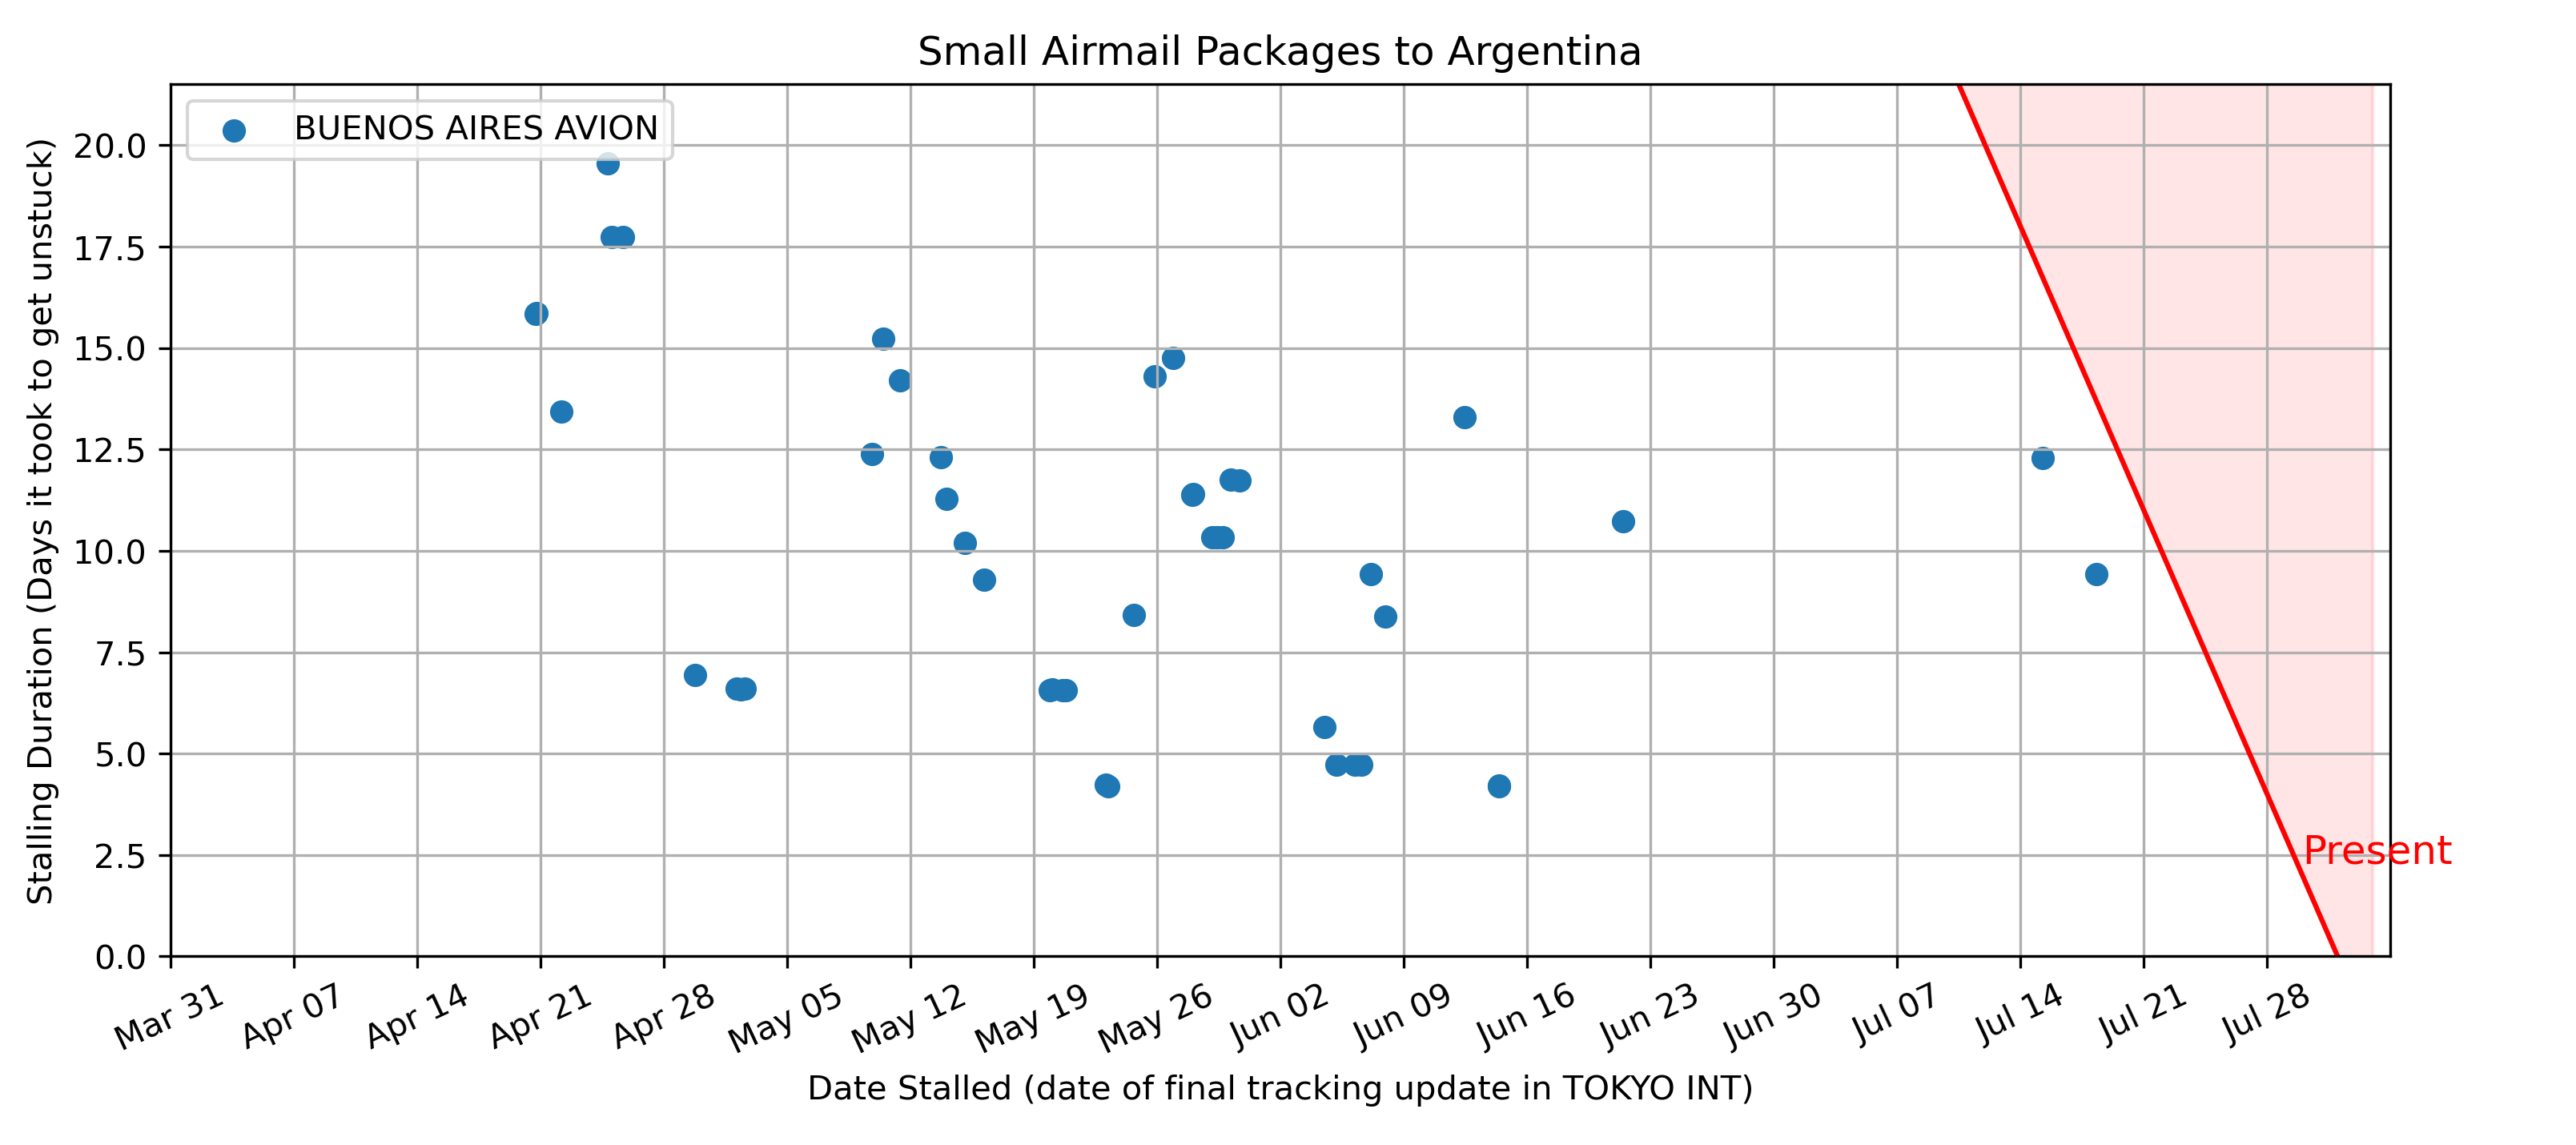 Small Airmail Packages to Argentina
BUENOS AIRES AVION
Stalling Duration (Days it took to get unstuck)
20.0
17.5
15.0
12.5
10.0
7.5
5.0
2.5
0.0
Present
Mar 31
Apr 07
Apr 14
Apr 21
Apr 28
May 05
May 12
May 19
May 26
Jun 02
Jun 09
Jun 16
Jun 23
Jun 30
Jul 07
Jul 14
Jul 21
Jul 28
Date Stalled (date of final tracking update in TOKYO INT)